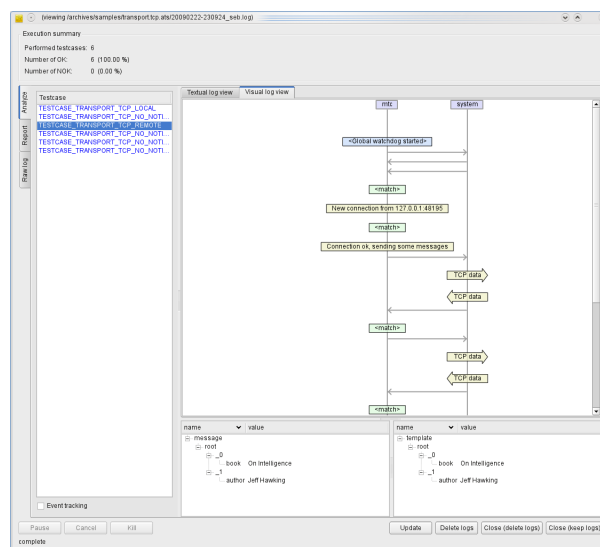 (viewing /archives/samples/transport.tcp.ats/20090222-230924_seb.log)
Execution summary
Performed testcases: 6
Number of OK: 6 (100.00 %)
Number of NOK: 0 (0.00 %)
Analyze
Report
Raw log
Testcase
TESTCASE_TRANSPORT_TCP_LOCAL
TESTCASE_TRANSPORT_TCP_NO_NOTI...
TESTCASE_TRANSPORT_TCP_REMOTE
TESTCASE_TRANSPORT_TCP_NO_NOTI...
TESTCASE_TRANSPORT_TCP_NO_NOTI...
TESTCASE_TRANSPORT_TCP_NO_NOTI...
Event tracking
Textual log view Visual log view
mtc system
<Global watchdog started>
<match>
New connection from 127.0.0.1:48195
<match>
Connection ok, sending some messages
TCP data
TCP data
<match>
TCP data
TCP data
<match>
name value
message
root
_0
book On Intelligence
_1
author Jeff Hawking
name value
template
root
_0
book On Intelligence
_1
author Jeff Hawking
Pause Cancel Kill Update Delete logs Close (delete logs) Close (keep logs)
complete